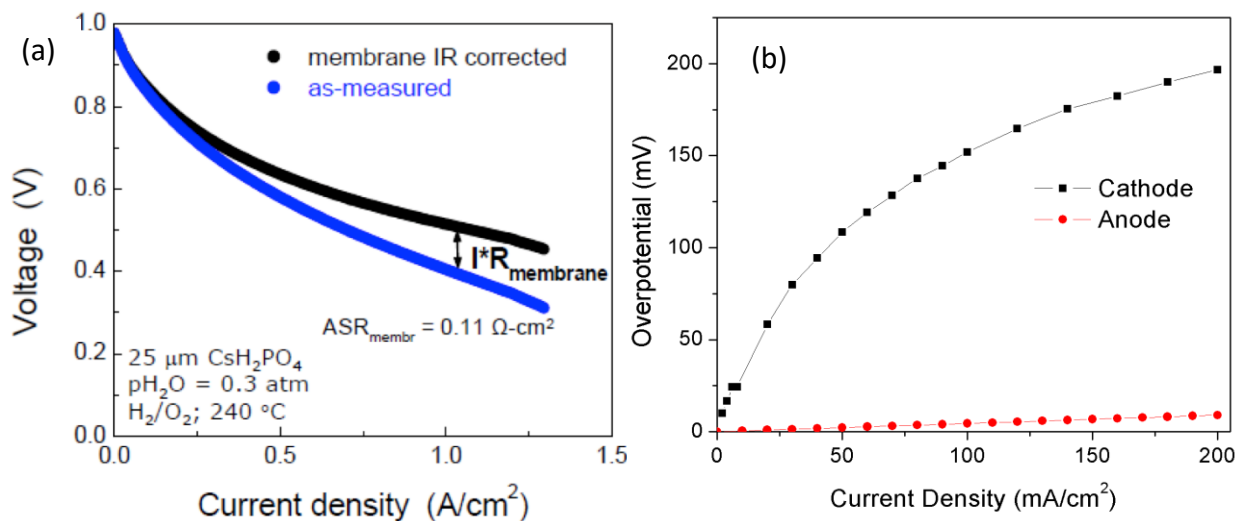 (a)
membrane IR corrected
as-measured
I*R_membrane
ASR_membr = 0.11 Ω-cm²
25 μm CsH₂PO₄
pH₂O = 0.3 atm
H₂/O₂; 240 °C
Voltage (V)
1.0
0.8
0.6
0.4
0.2
0.0
0.0 0.5 1.0 1.5
Current density (A/cm²)
(b)
Cathode
Anode
Overpotential (mV)
200
150
100
50
0
0 50 100 150 200
Current Density (mA/cm²)